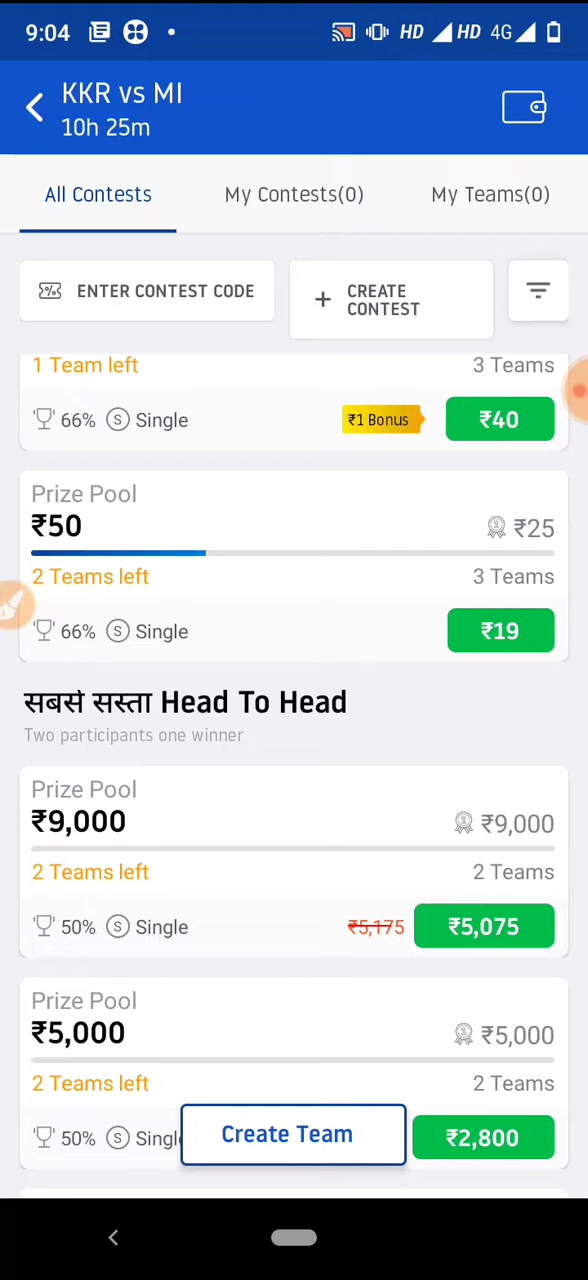 9:04 HD HD 4G
KKR vs MI
10h 25m
All Contests My Contests(0) My Teams(0)
ENTER CONTEST CODE
+ CREATE CONTEST
1 Team left 3 Teams
66% S Single ₹1 Bonus ₹40
Prize Pool
₹50 1 ₹25
2 Teams left 3 Teams
66% S Single ₹19
सबसे सस्ता Head To Head
Two participants one winner
Prize Pool
₹9,000 1 ₹9,000
2 Teams left 2 Teams
50% S Single ₹5,175 ₹5,075
Prize Pool
₹5,000 1 ₹5,000
2 Teams left 2 Teams
50% S Singl Create Team ₹2,800